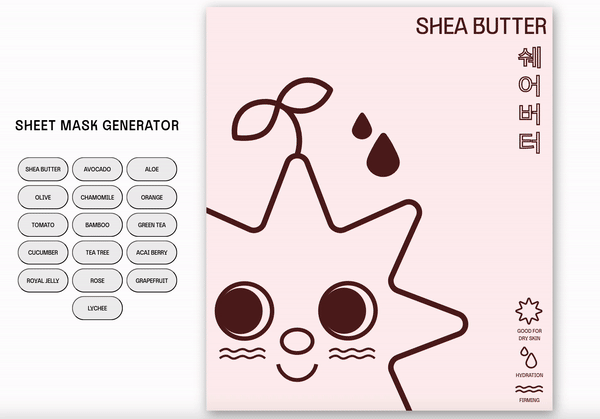 SHEET MASK GENERATOR
SHEA BUTTER
AVOCADO
ALOE
OLIVE
CHAMOMILE
ORANGE
TOMATO
BAMBOO
GREEN TEA
CUCUMBER
TEA TREE
ACAI BERRY
ROYAL JELLY
ROSE
GRAPEFRUIT
LYCHEE
SHEA BUTTER
쉐
어
버
터
GOOD FOR
DRY SKIN
HYDRATION
FIRMING